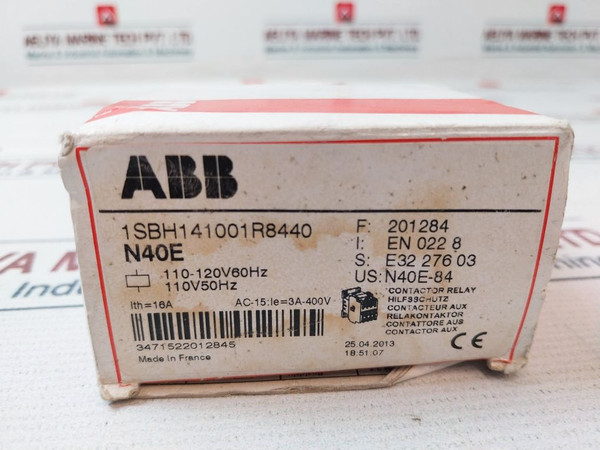 ABB
1SBH141001R8440
N40E
110-120V60Hz
110V50Hz
Ith=16A
AC-15:Ie=3A-400V
3471522012845
Made in France
F: 201284
I: EN 022 8
S: E32 276 03
US: N40E-84
CONTACTOR RELAY
HILFSSCHUTZ
CONTACTEUR AUX
RELAKONTAKTOR
CONTATTORE AUS
CONTACTOR AUX
25.04.2013
18:51.07
CE